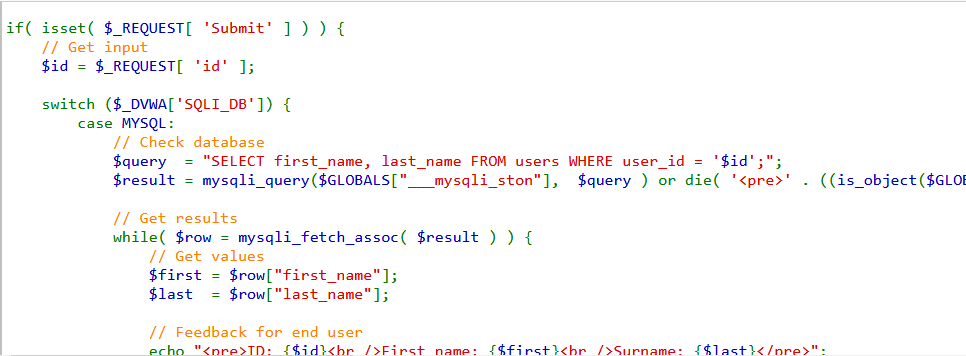 if( isset( $_REQUEST[ 'Submit' ] ) ) {
    // Get input
    $id = $_REQUEST[ 'id' ];

    switch ($_DVWA['SQLI_DB']) {
        case MYSQL:
            // Check database
            $query  = "SELECT first_name, last_name FROM users WHERE user_id = '$id';";
            $result = mysqli_query($GLOBALS["___mysqli_ston"],  $query ) or die( '<pre>' . ((is_object($GLOB

            // Get results
            while( $row = mysqli_fetch_assoc( $result ) ) {
                // Get values
                $first = $row["first_name"];
                $last  = $row["last_name"];

                // Feedback for end user
                echo "<pre>ID: {$id}<br />First name: {$first}<br />Surname: {$last}</pre>";